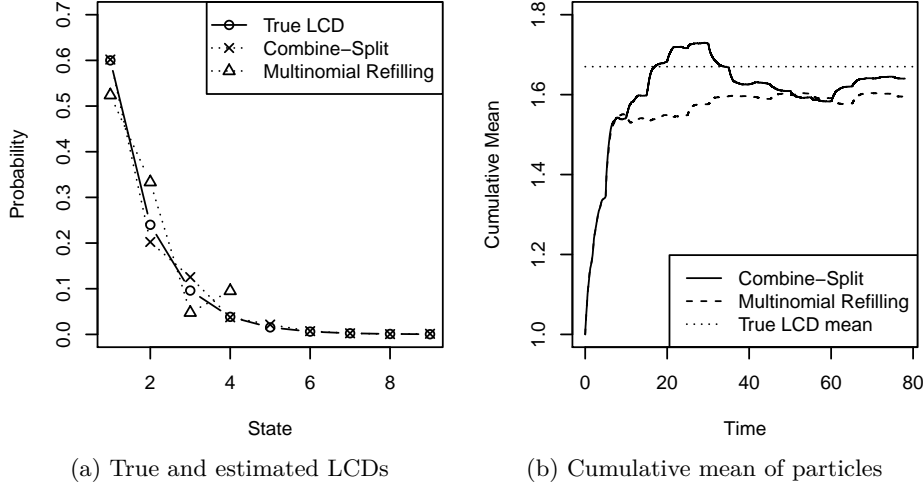 0.7
0.6
0.5
0.4
0.3
0.2
0.1
0.0
Probability
True LCD
Combine−Split
Multinomial Refilling
2
4
6
8
State
(a) True and estimated LCDs
1.8
1.6
1.4
1.2
1.0
Cumulative Mean
Combine−Split
Multinomial Refilling
True LCD mean
0
20
40
60
80
Time
(b) Cumulative mean of particles